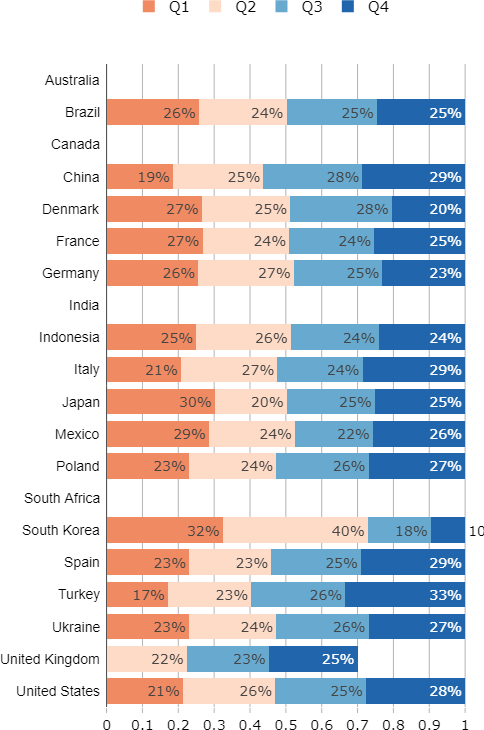 Q1 Q2 Q3 Q4
Australia
Brazil 26% 24% 25% 25%
Canada
China 19% 25% 28% 29%
Denmark 27% 25% 28% 20%
France 27% 24% 24% 25%
Germany 26% 27% 25% 23%
India
Indonesia 25% 26% 24% 24%
Italy 21% 27% 24% 29%
Japan 30% 20% 25% 25%
Mexico 29% 24% 22% 26%
Poland 23% 24% 26% 27%
South Africa
South Korea 32% 40% 18% 10
Spain 23% 23% 25% 29%
Turkey 17% 23% 26% 33%
Ukraine 23% 24% 26% 27%
United Kingdom 22% 23% 25%
United States 21% 26% 25% 28%
0 0.1 0.2 0.3 0.4 0.5 0.6 0.7 0.8 0.9 1